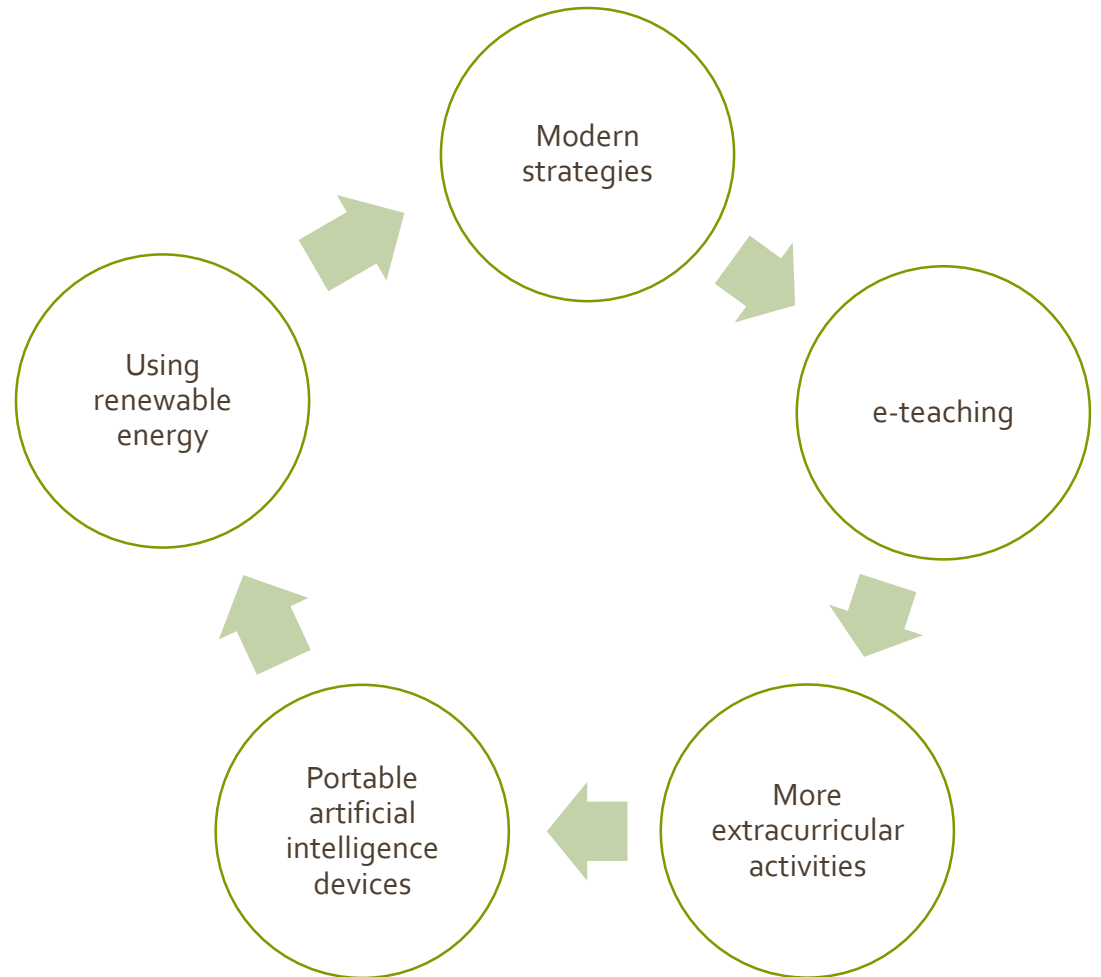 Modern
strategies
e-teaching
More
extracurricular
activities
Portable
artificial
intelligence
devices
Using
renewable
energy